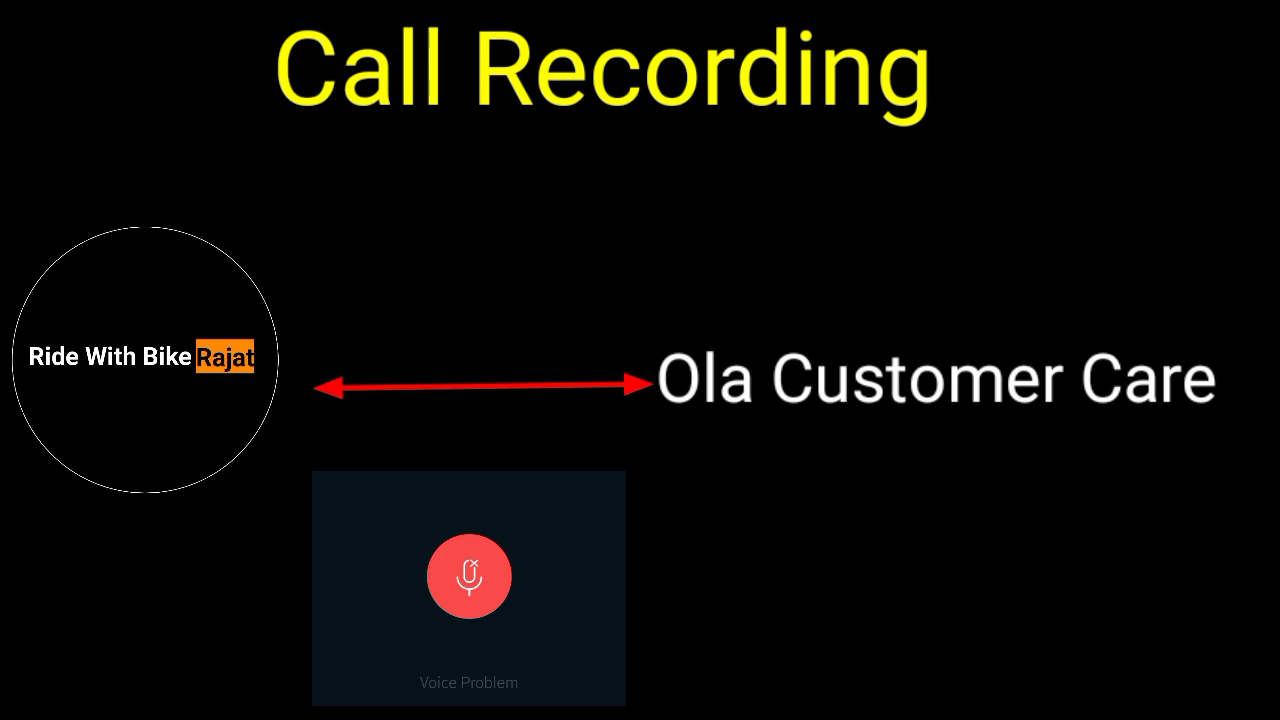 Call Recording
Ride With Bike Rajat
Ola Customer Care
Voice Problem